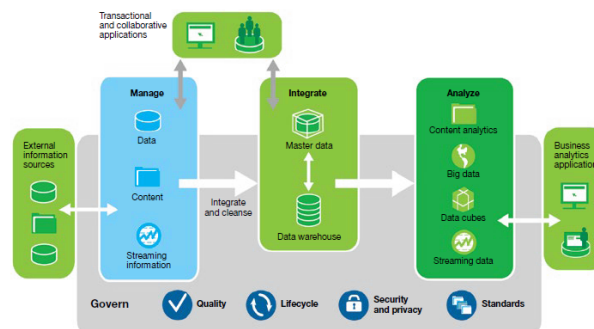 Transactional
and collaborative
applications
Manage
Data
Content
Streaming
information
Integrate
Master data
Data warehouse
Analyze
Content analytics
Big data
Data cubes
Streaming data
External
information
sources
Integrate
and cleanse
Business
analytics
application
Govern
Quality
Lifecycle
Security
and privacy
Standards